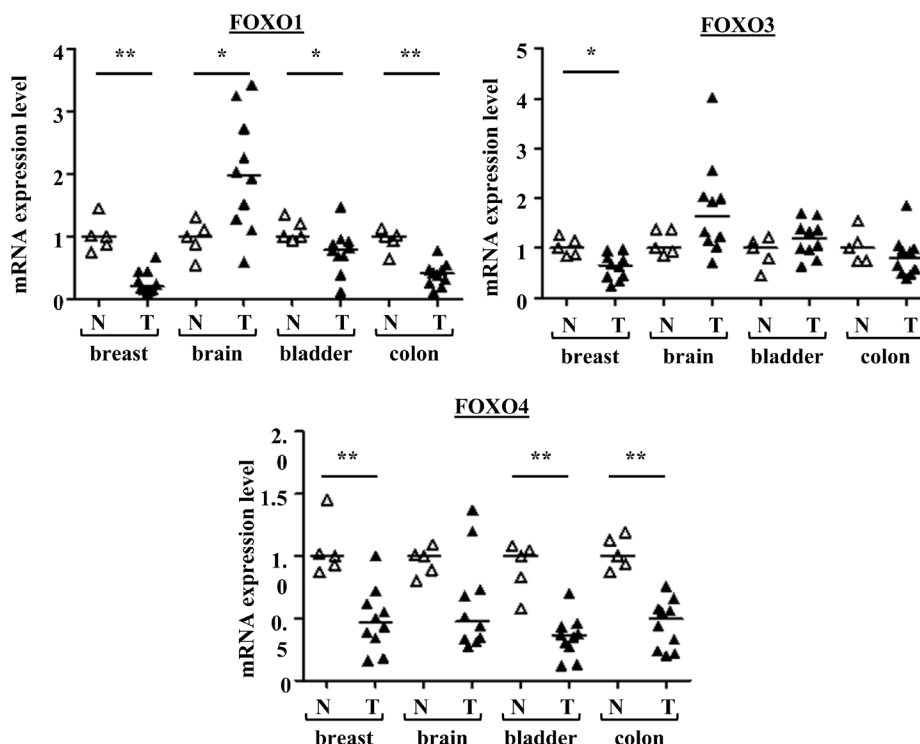 FOXO1
mRNA expression level
4
3
2
1
0
** * * **
N T N T N T N T
breast brain bladder colon
FOXO3
mRNA expression level
5
4
3
2
1
0
*
N T N T N T N T
breast brain bladder colon
FOXO4
mRNA expression level
2.
0
1.5
1.
0
0.
5
0
** ** **
N T N T N T N T
breast brain bladder colon